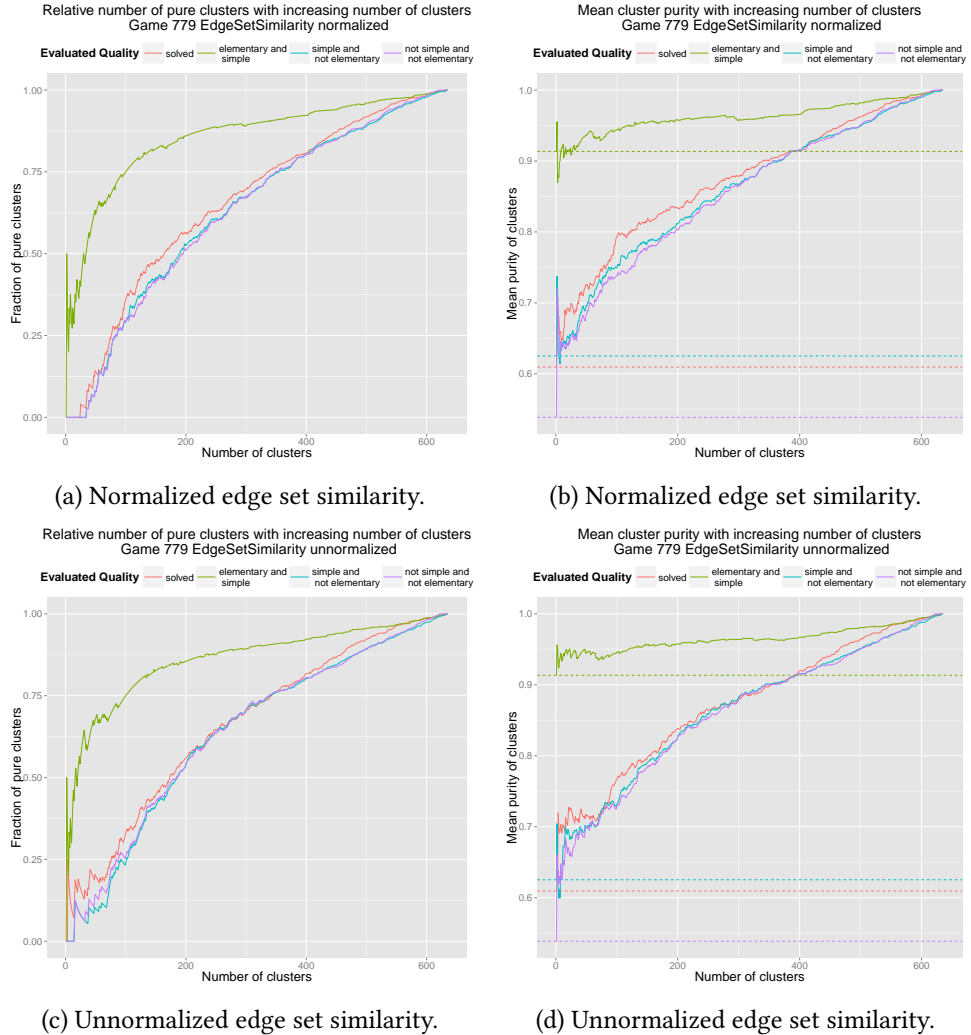 Relative number of pure clusters with increasing number of clusters
Game 779 EdgeSetSimilarity normalized
Evaluated Quality solved elementary and simple simple and not elementary not simple and not elementary
Fraction of pure clusters
1.00
0.75
0.50
0.25
0.00
0 200 400 600
Number of clusters
(a) Normalized edge set similarity.
Mean cluster purity with increasing number of clusters
Game 779 EdgeSetSimilarity normalized
Evaluated Quality solved elementary and simple simple and not elementary not simple and not elementary
Mean purity of clusters
1.0
0.9
0.8
0.7
0.6
0 200 400 600
Number of clusters
(b) Normalized edge set similarity.
Relative number of pure clusters with increasing number of clusters
Game 779 EdgeSetSimilarity unnormalized
Evaluated Quality solved elementary and simple simple and not elementary not simple and not elementary
Fraction of pure clusters
1.00
0.75
0.50
0.25
0.00
0 200 400 600
Number of clusters
(c) Unnormalized edge set similarity.
Mean cluster purity with increasing number of clusters
Game 779 EdgeSetSimilarity unnormalized
Evaluated Quality solved elementary and simple simple and not elementary not simple and not elementary
Mean purity of clusters
1.0
0.9
0.8
0.7
0.6
0 200 400 600
Number of clusters
(d) Unnormalized edge set similarity.